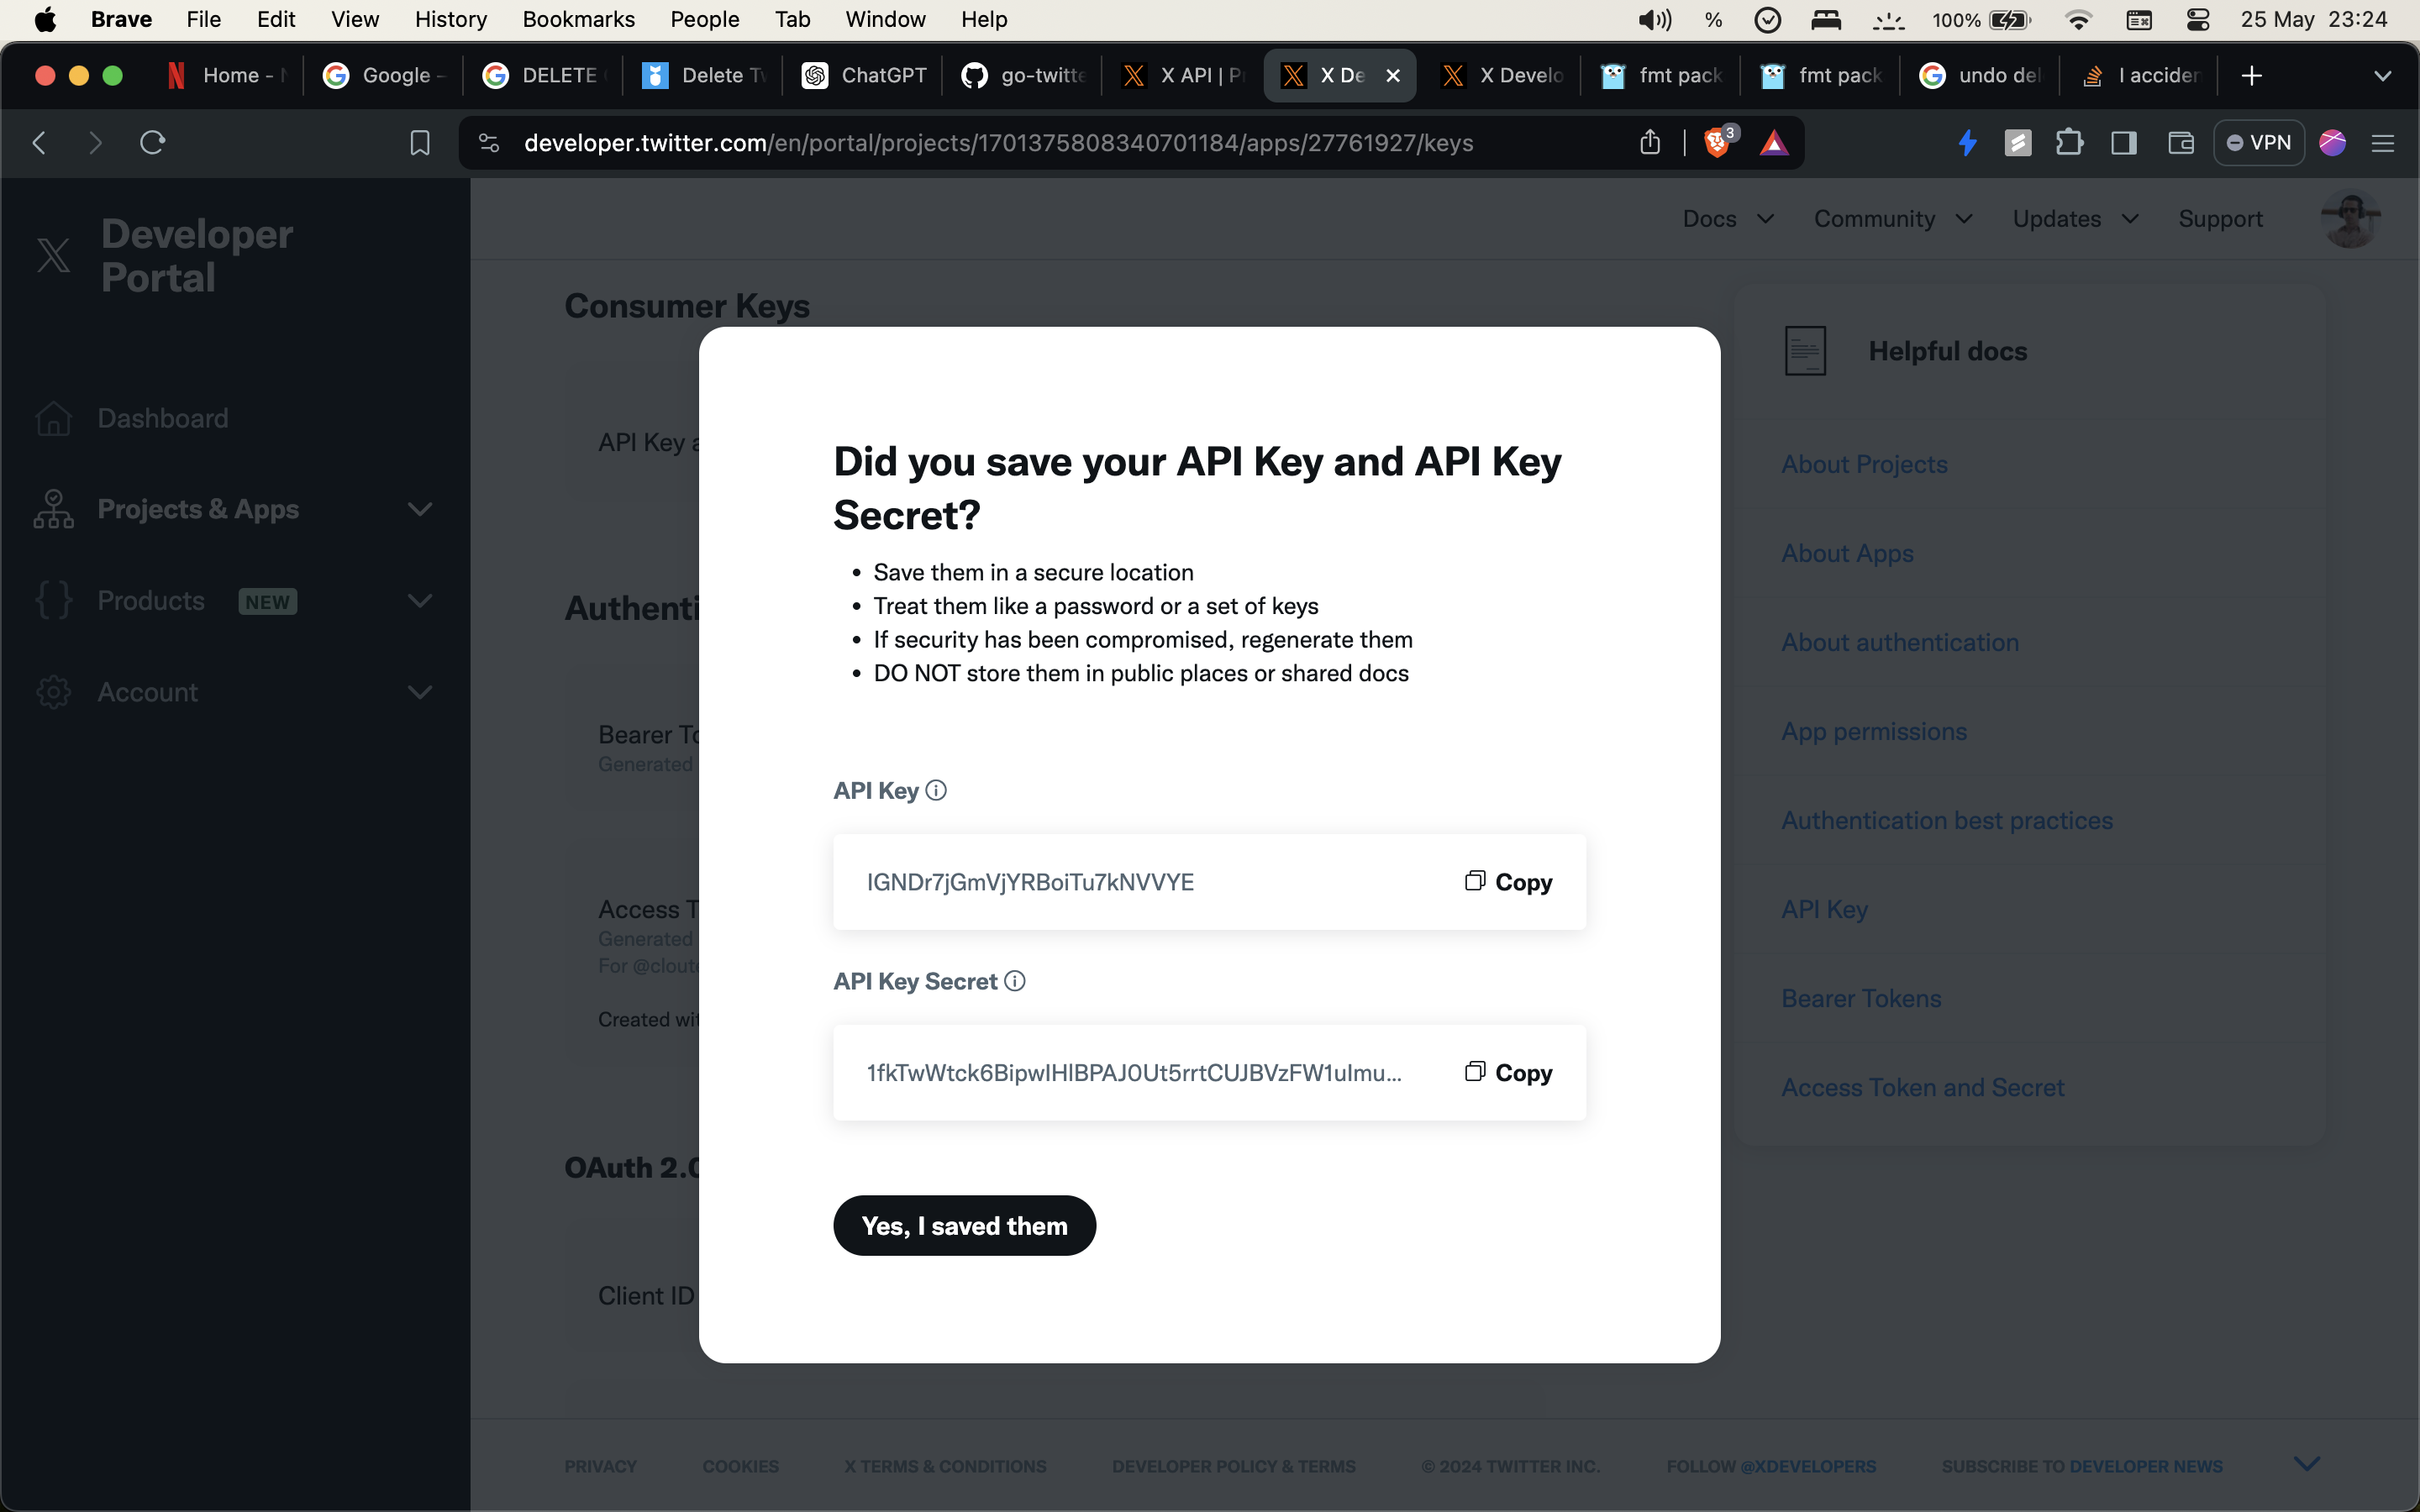 Brave File Edit View History Bookmarks People Tab Window Help % 100% 25 May 23:24
Home - Google - DELETE Delete Tw ChatGPT go-twitte X API | P X De X Develo fmt pack fmt pack undo del I acciden
developer.twitter.com/en/portal/projects/1701375808340701184/apps/27761927/keys 3 VPN
Developer
Portal
Docs Community Updates Support
Dashboard
Projects & Apps
Products NEW
Account
Consumer Keys
API Key a
Authenti
Bearer To
Generated
Access T
Generated
For @clout
Created wit
OAuth 2.0
Client ID
Did you save your API Key and API Key
Secret?
• Save them in a secure location
• Treat them like a password or a set of keys
• If security has been compromised, regenerate them
• DO NOT store them in public places or shared docs
API Key
IGNDr7jGmVjYRBoiTu7kNVVYE Copy
API Key Secret
1fkTwWtck6BipwIHlBPAJ0Ut5rrtCUJBVzFW1uImu... Copy
Yes, I saved them
Helpful docs
About Projects
About Apps
About authentication
App permissions
Authentication best practices
API Key
Bearer Tokens
Access Token and Secret
PRIVACY COOKIES X TERMS & CONDITIONS DEVELOPER POLICY & TERMS © 2024 TWITTER INC. FOLLOW @XDEVELOPERS SUBSCRIBE TO DEVELOPER NEWS